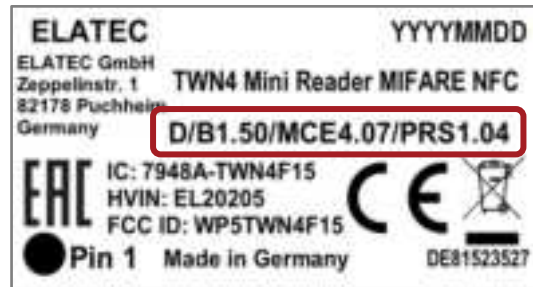 ELATEC
YYYYMMDD
ELATEC GmbH
Zeppelinstr. 1
82178 Puchheim
Germany
TWN4 Mini Reader MIFARE NFC
D/B1.50/MCE4.07/PRS1.04
EAC
IC: 7948A-TWN4F15
HVIN: EL20205
FCC ID: WP5TWN4F15
CE
Pin 1
Made in Germany
DE81523527